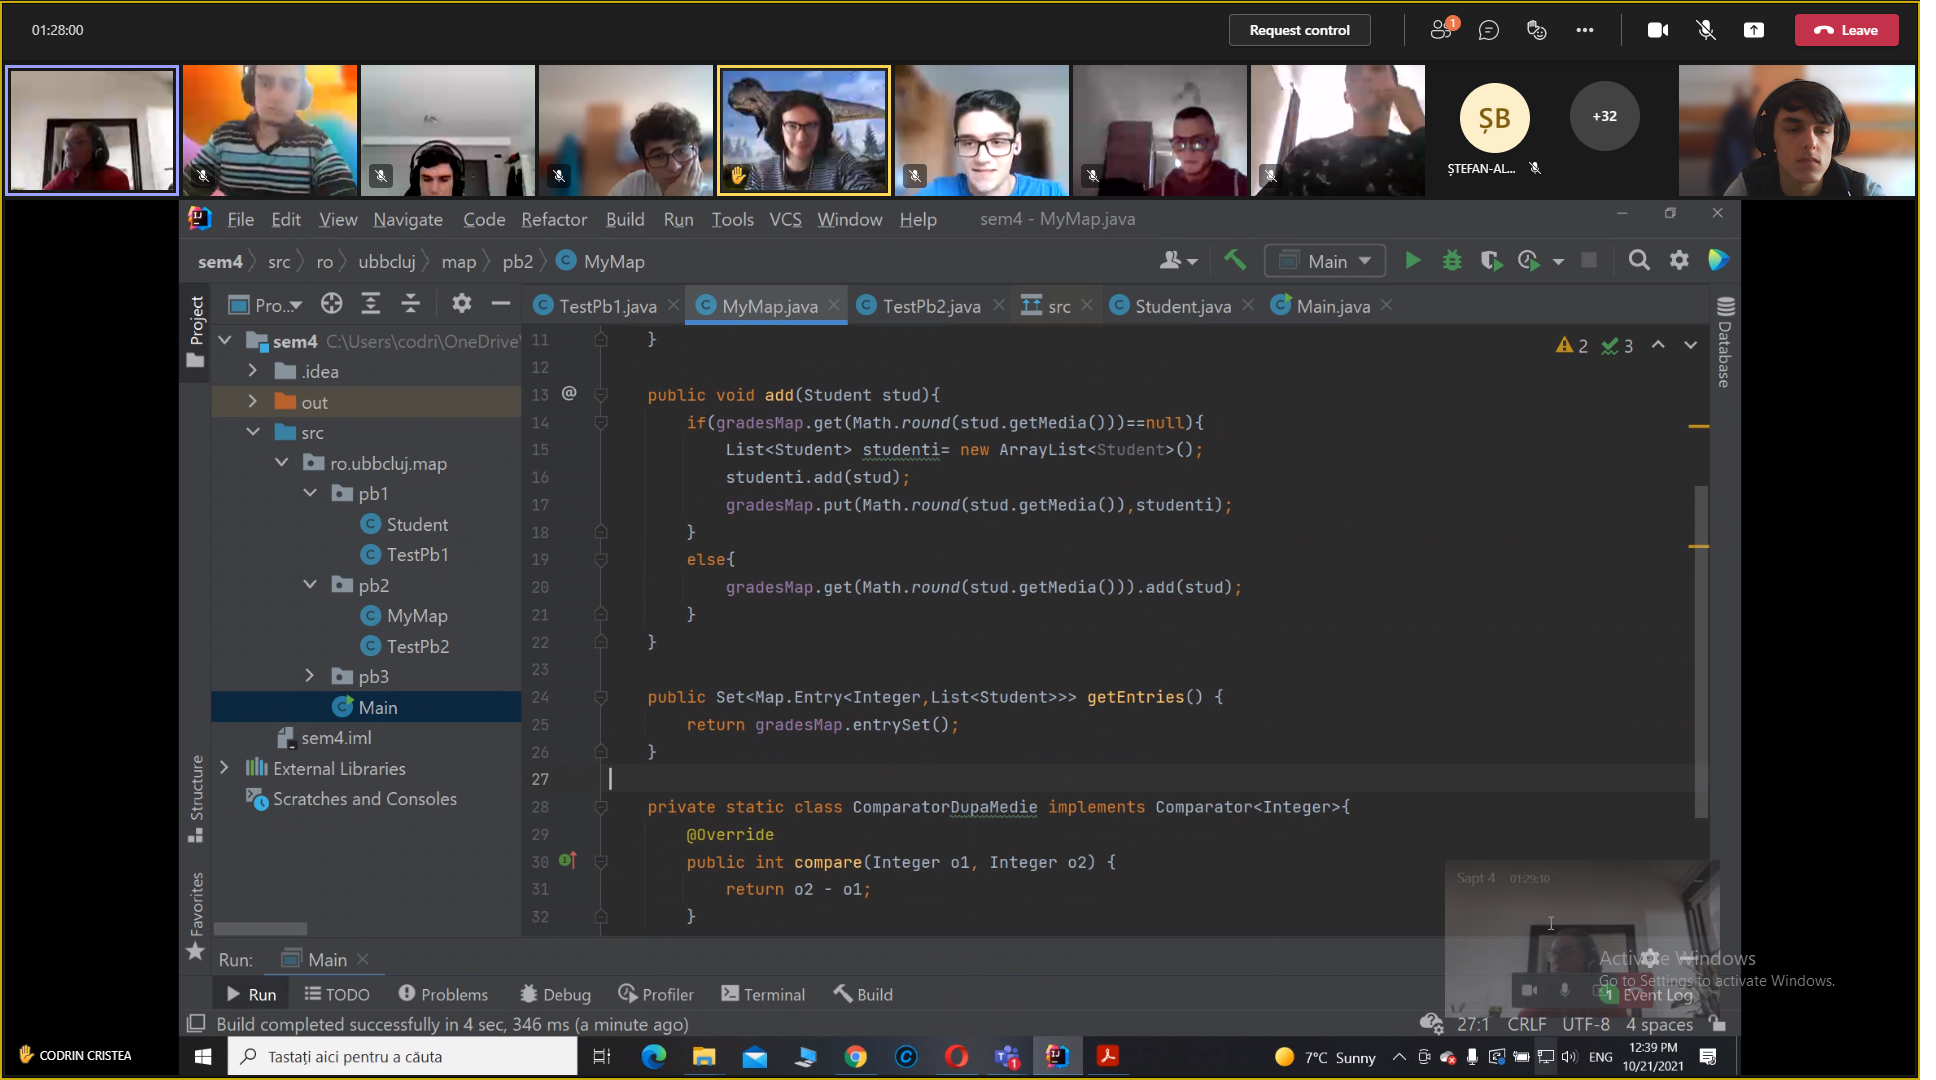 01:28:00
Request control
1
Leave
ȘB
+32
ȘTEFAN-AL...
File Edit View Navigate Code Refactor Build Run Tools VCS Window Help sem4 - MyMap.java
sem4 src ro ubbcluj map pb2 MyMap
Main
Project
Pro...
TestPb1.java MyMap.java TestPb2.java src Student.java Main.java
Database
sem4 C:\Users\codri\OneDrive\
.idea
out
src
ro.ubbcluj.map
pb1
Student
TestPb1
pb2
MyMap
TestPb2
pb3
Main
sem4.iml
External Libraries
Scratches and Consoles
Structure
Favorites
2 3
11 }
12
13 @ public void add(Student stud){
14 if(gradesMap.get(Math.round(stud.getMedia()))==null){
15 List<Student> studenti= new ArrayList<Student>();
16 studenti.add(stud);
17 gradesMap.put(Math.round(stud.getMedia()),studenti);
18 }
19 else{
20 gradesMap.get(Math.round(stud.getMedia())).add(stud);
21 }
22 }
23
24 public Set<Map.Entry<Integer,List<Student>>> getEntries() {
25 return gradesMap.entrySet();
26 }
27
28 private static class ComparatorDupaMedie implements Comparator<Integer>{
29 @Override
30 public int compare(Integer o1, Integer o2) {
31 return o2 - o1;
32 }
Sapt 4 01:29:10
Activate Windows
Go to Settings to activate Windows.
Run: Main
Run TODO Problems Debug Profiler Terminal Build
1 Event Log
Build completed successfully in 4 sec, 346 ms (a minute ago)
27:1 CRLF UTF-8 4 spaces
CODRIN CRISTEA
Tastați aici pentru a căuta
1
7°C Sunny
ENG
12:39 PM
10/21/2021